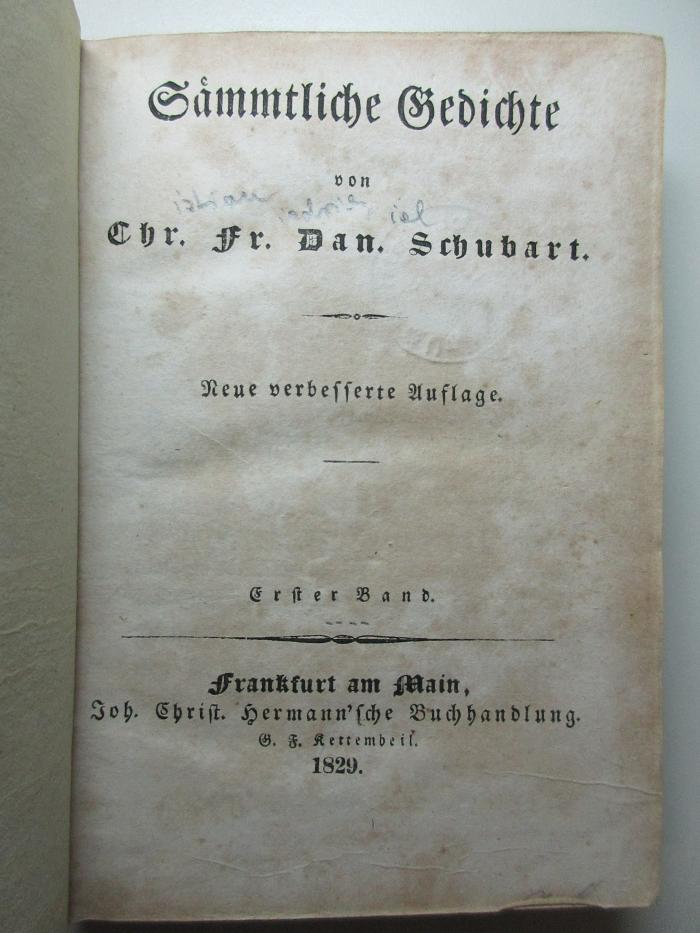 Sämmtliche Gedichte
von
Chr. Fr. Dan. Schubart.
Neue verbesserte Auflage.
Erster Band.
Frankfurt am Main,
Joh. Christ. Hermann'sche Buchhandlung.
G. F. Kettembeil.
1829.